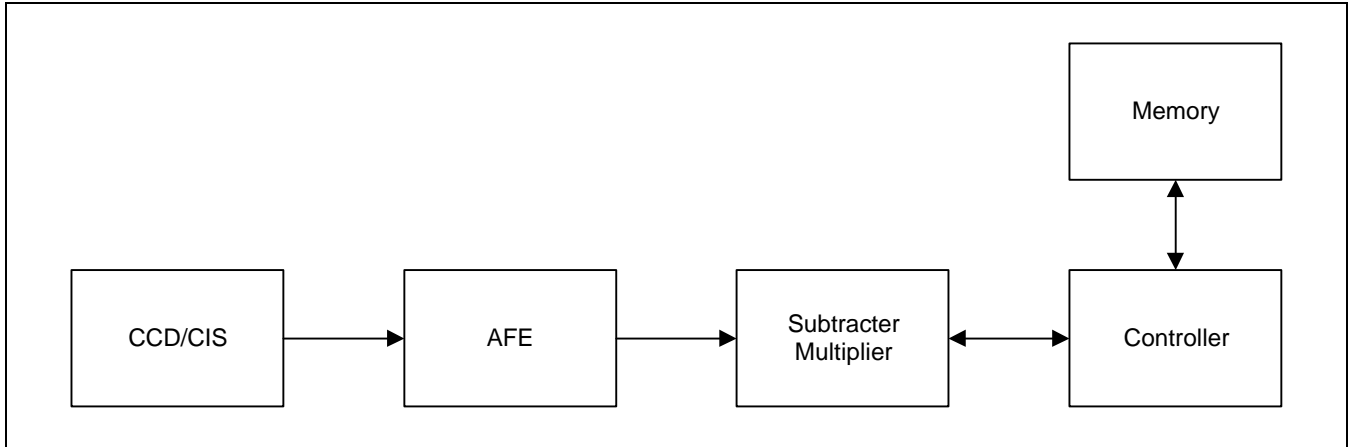 Memory
CCD/CIS
AFE
Subtracter
Multiplier
Controller